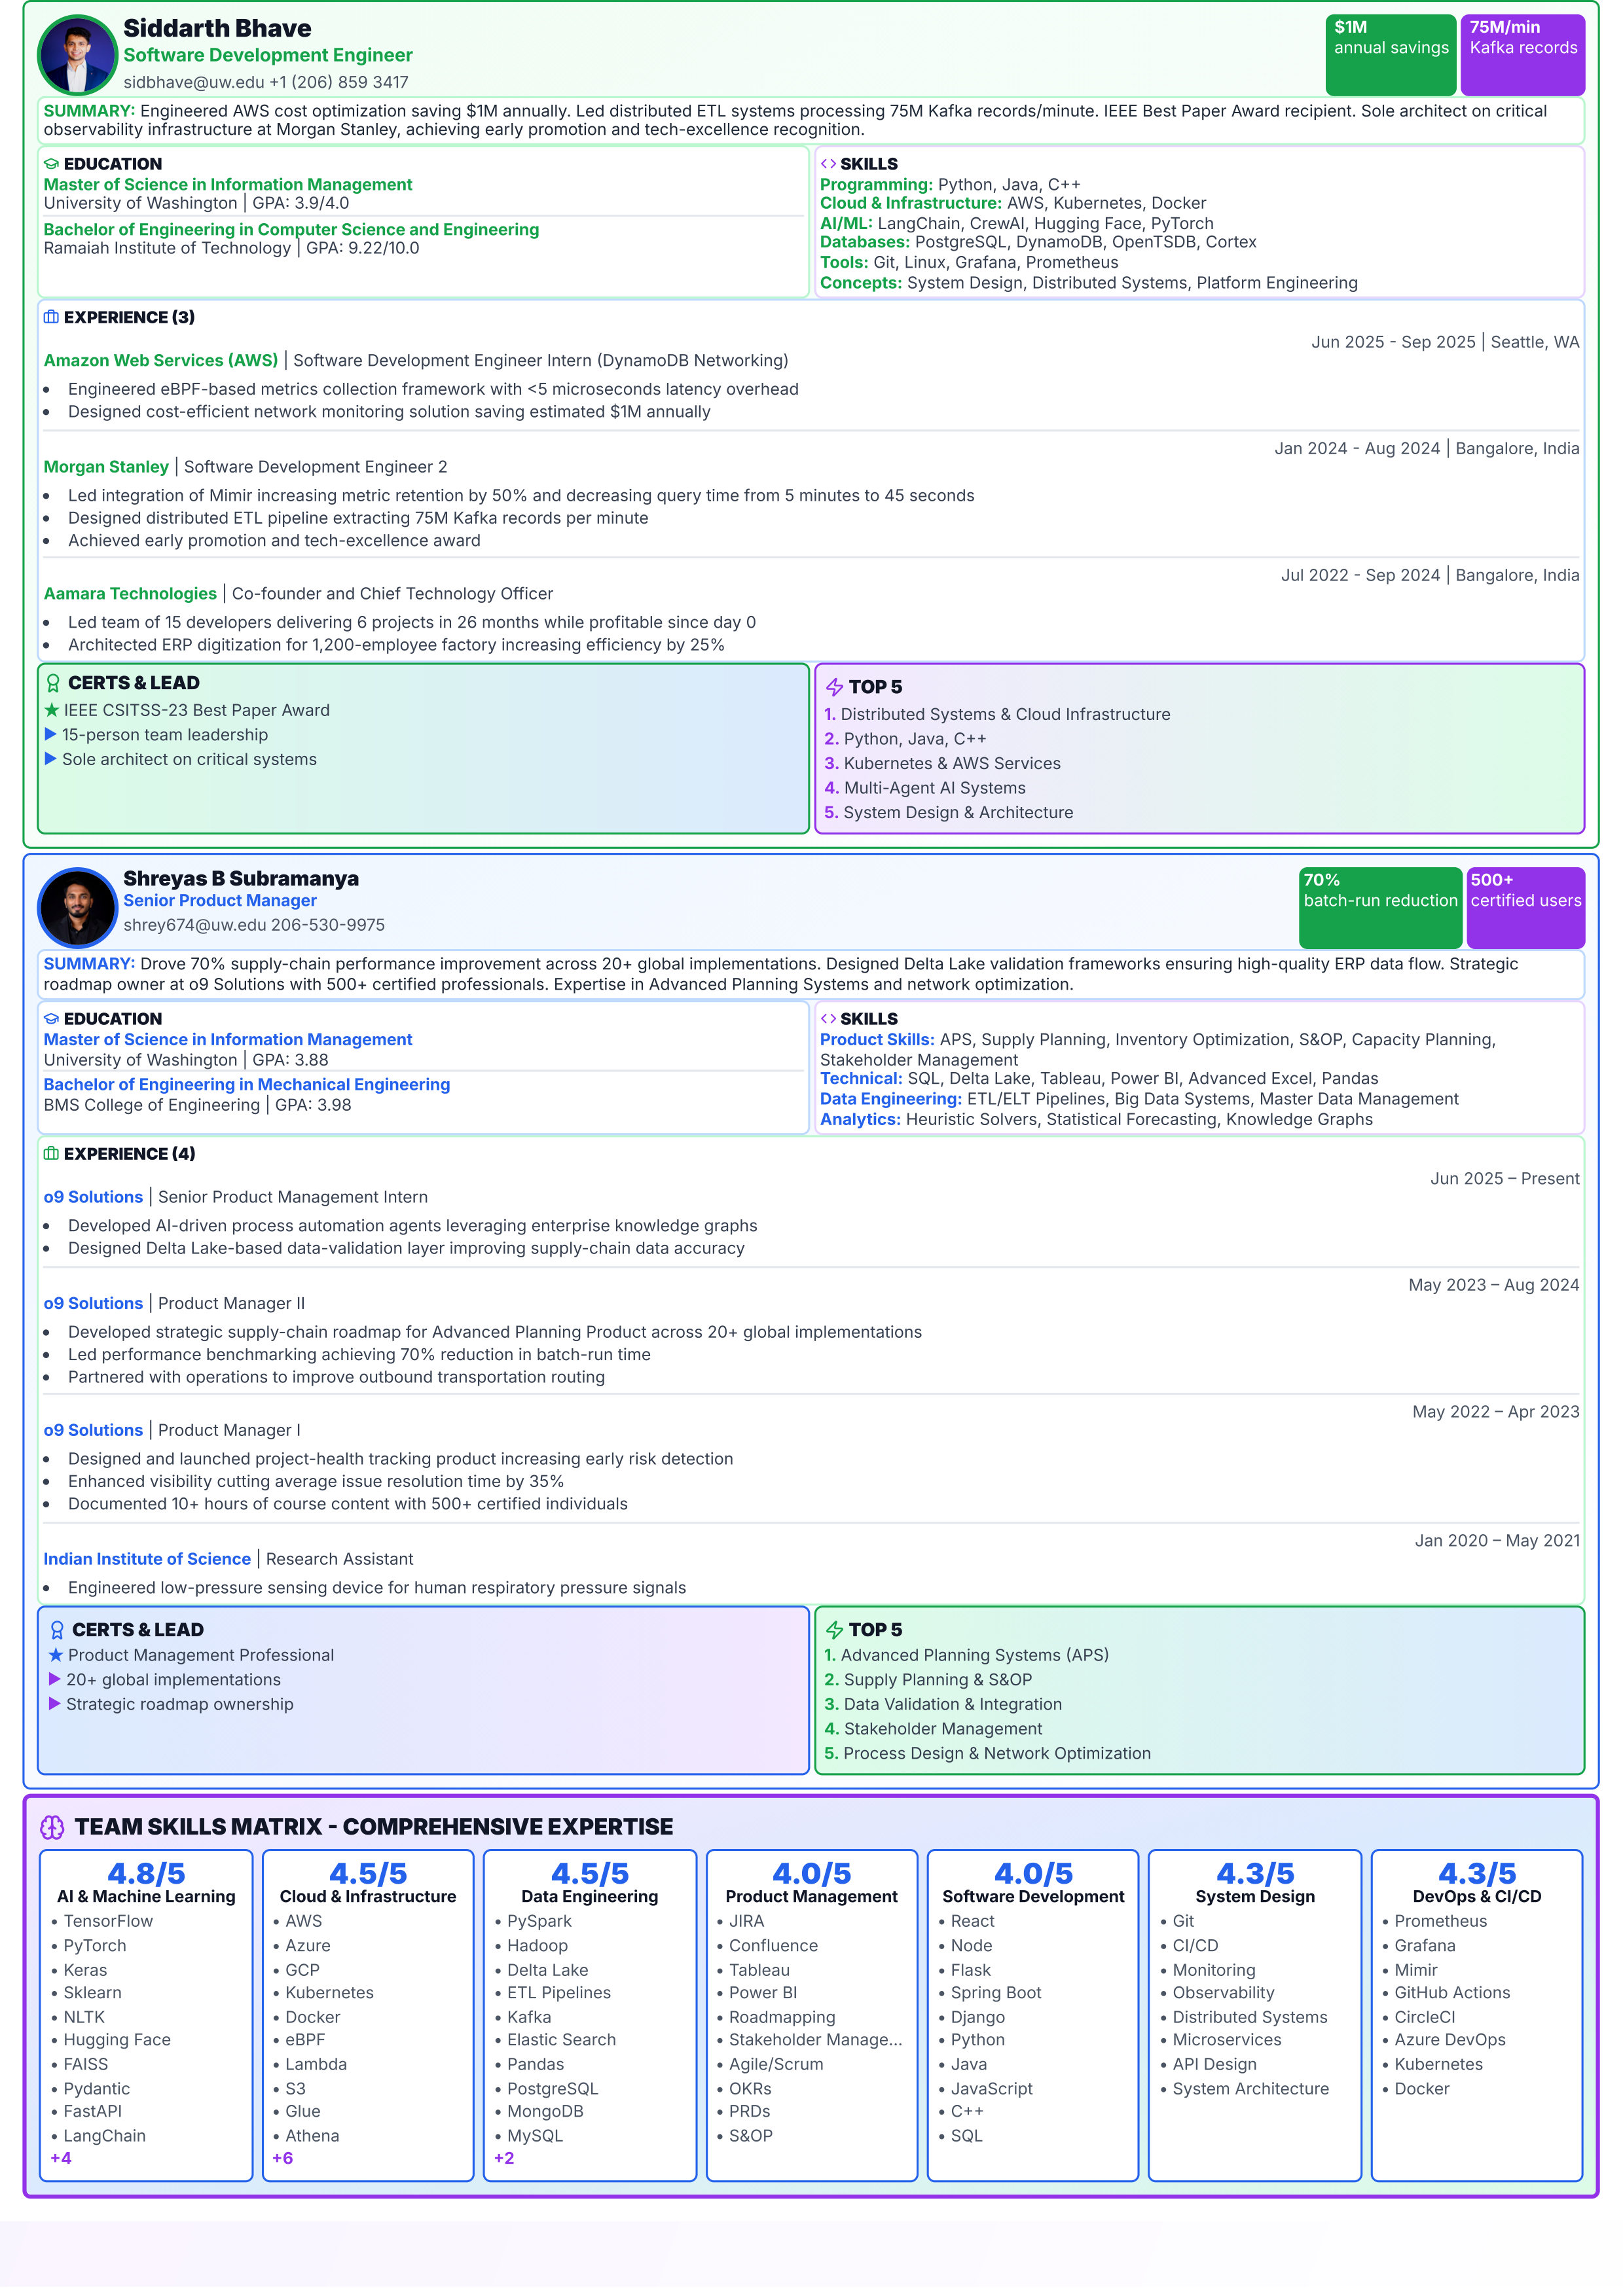 Siddarth Bhave
Software Development Engineer
sidbhave@uw.edu +1 (206) 859 3417
$1M
annual savings
75M/min
Kafka records
SUMMARY: Engineered AWS cost optimization saving $1M annually. Led distributed ETL systems processing 75M Kafka records/minute. IEEE Best Paper Award recipient. Sole architect on critical
observability infrastructure at Morgan Stanley, achieving early promotion and tech-excellence recognition.
EDUCATION
Master of Science in Information Management
University of Washington | GPA: 3.9/4.0
Bachelor of Engineering in Computer Science and Engineering
Ramaiah Institute of Technology | GPA: 9.22/10.0
SKILLS
Programming: Python, Java, C++
Cloud & Infrastructure: AWS, Kubernetes, Docker
AI/ML: LangChain, CrewAI, Hugging Face, PyTorch
Databases: PostgreSQL, DynamoDB, OpenTSDB, Cortex
Tools: Git, Linux, Grafana, Prometheus
Concepts: System Design, Distributed Systems, Platform Engineering
EXPERIENCE (3)
Jun 2025 - Sep 2025 | Seattle, WA
Amazon Web Services (AWS) | Software Development Engineer Intern (DynamoDB Networking)
• Engineered eBPF-based metrics collection framework with <5 microseconds latency overhead
• Designed cost-efficient network monitoring solution saving estimated $1M annually
Jan 2024 - Aug 2024 | Bangalore, India
Morgan Stanley | Software Development Engineer 2
• Led integration of Mimir increasing metric retention by 50% and decreasing query time from 5 minutes to 45 seconds
• Designed distributed ETL pipeline extracting 75M Kafka records per minute
• Achieved early promotion and tech-excellence award
Jul 2022 - Sep 2024 | Bangalore, India
Aamara Technologies | Co-founder and Chief Technology Officer
• Led team of 15 developers delivering 6 projects in 26 months while profitable since day 0
• Architected ERP digitization for 1,200-employee factory increasing efficiency by 25%
CERTS & LEAD
★ IEEE CSITSS-23 Best Paper Award
▶ 15-person team leadership
▶ Sole architect on critical systems
TOP 5
1. Distributed Systems & Cloud Infrastructure
2. Python, Java, C++
3. Kubernetes & AWS Services
4. Multi-Agent AI Systems
5. System Design & Architecture
Shreyas B Subramanya
Senior Product Manager
shrey674@uw.edu 206-530-9975
70%
batch-run reduction
500+
certified users
SUMMARY: Drove 70% supply-chain performance improvement across 20+ global implementations. Designed Delta Lake validation frameworks ensuring high-quality ERP data flow. Strategic
roadmap owner at o9 Solutions with 500+ certified professionals. Expertise in Advanced Planning Systems and network optimization.
EDUCATION
Master of Science in Information Management
University of Washington | GPA: 3.88
Bachelor of Engineering in Mechanical Engineering
BMS College of Engineering | GPA: 3.98
SKILLS
Product Skills: APS, Supply Planning, Inventory Optimization, S&OP, Capacity Planning,
Stakeholder Management
Technical: SQL, Delta Lake, Tableau, Power BI, Advanced Excel, Pandas
Data Engineering: ETL/ELT Pipelines, Big Data Systems, Master Data Management
Analytics: Heuristic Solvers, Statistical Forecasting, Knowledge Graphs
EXPERIENCE (4)
Jun 2025 – Present
o9 Solutions | Senior Product Management Intern
• Developed AI-driven process automation agents leveraging enterprise knowledge graphs
• Designed Delta Lake-based data-validation layer improving supply-chain data accuracy
May 2023 – Aug 2024
o9 Solutions | Product Manager II
• Developed strategic supply-chain roadmap for Advanced Planning Product across 20+ global implementations
• Led performance benchmarking achieving 70% reduction in batch-run time
• Partnered with operations to improve outbound transportation routing
May 2022 – Apr 2023
o9 Solutions | Product Manager I
• Designed and launched project-health tracking product increasing early risk detection
• Enhanced visibility cutting average issue resolution time by 35%
• Documented 10+ hours of course content with 500+ certified individuals
Jan 2020 – May 2021
Indian Institute of Science | Research Assistant
• Engineered low-pressure sensing device for human respiratory pressure signals
CERTS & LEAD
★ Product Management Professional
▶ 20+ global implementations
▶ Strategic roadmap ownership
TOP 5
1. Advanced Planning Systems (APS)
2. Supply Planning & S&OP
3. Data Validation & Integration
4. Stakeholder Management
5. Process Design & Network Optimization
TEAM SKILLS MATRIX - COMPREHENSIVE EXPERTISE
4.8/5
AI & Machine Learning
• TensorFlow
• PyTorch
• Keras
• Sklearn
• NLTK
• Hugging Face
• FAISS
• Pydantic
• FastAPI
• LangChain
+4
4.5/5
Cloud & Infrastructure
• AWS
• Azure
• GCP
• Kubernetes
• Docker
• eBPF
• Lambda
• S3
• Glue
• Athena
+6
4.5/5
Data Engineering
• PySpark
• Hadoop
• Delta Lake
• ETL Pipelines
• Kafka
• Elastic Search
• Pandas
• PostgreSQL
• MongoDB
• MySQL
+2
4.0/5
Product Management
• JIRA
• Confluence
• Tableau
• Power BI
• Roadmapping
• Stakeholder Manage...
• Agile/Scrum
• OKRs
• PRDs
• S&OP
4.0/5
Software Development
• React
• Node
• Flask
• Spring Boot
• Django
• Python
• Java
• JavaScript
• C++
• SQL
4.3/5
System Design
• Git
• CI/CD
• Monitoring
• Observability
• Distributed Systems
• Microservices
• API Design
• System Architecture
4.3/5
DevOps & CI/CD
• Prometheus
• Grafana
• Mimir
• GitHub Actions
• CircleCI
• Azure DevOps
• Kubernetes
• Docker